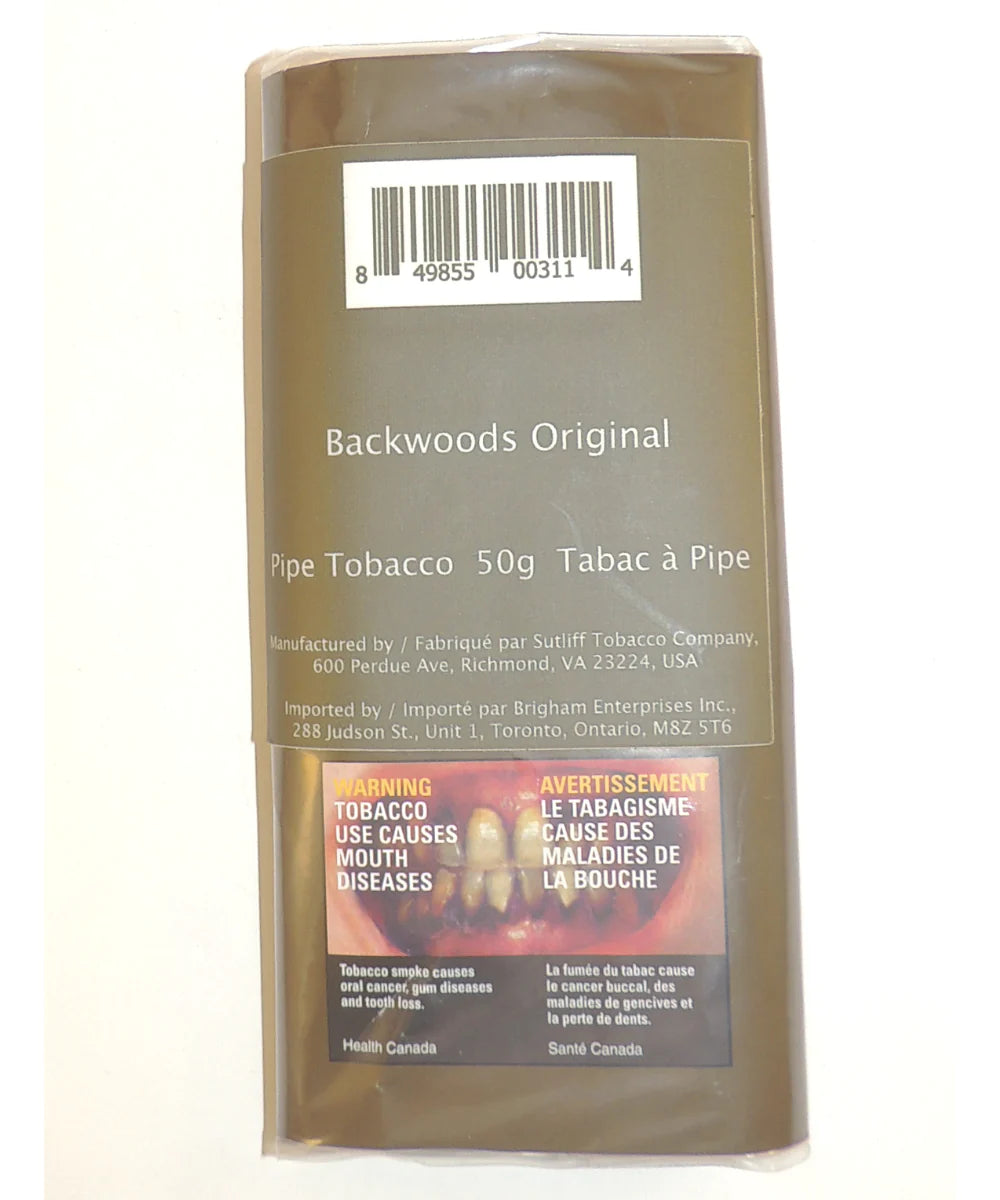 8 49855 00311 4
Backwoods Original
Pipe Tobacco 50g Tabac à Pipe
Manufactured by / Fabriqué par Sutliff Tobacco Company,
600 Perdue Ave, Richmond, VA 23224, USA
Imported by / Importé par Brigham Enterprises Inc.,
288 Judson St., Unit 1, Toronto, Ontario, M8Z 5T6
WARNING
TOBACCO
USE CAUSES
MOUTH
DISEASES
Tobacco smoke causes
oral cancer, gum diseases
and tooth loss.
Health Canada
AVERTISSEMENT
LE TABAGISME
CAUSE DES
MALADIES DE
LA BOUCHE
La fumée du tabac cause
le cancer buccal, des
maladies de gencives et
la perte de dents.
Santé Canada